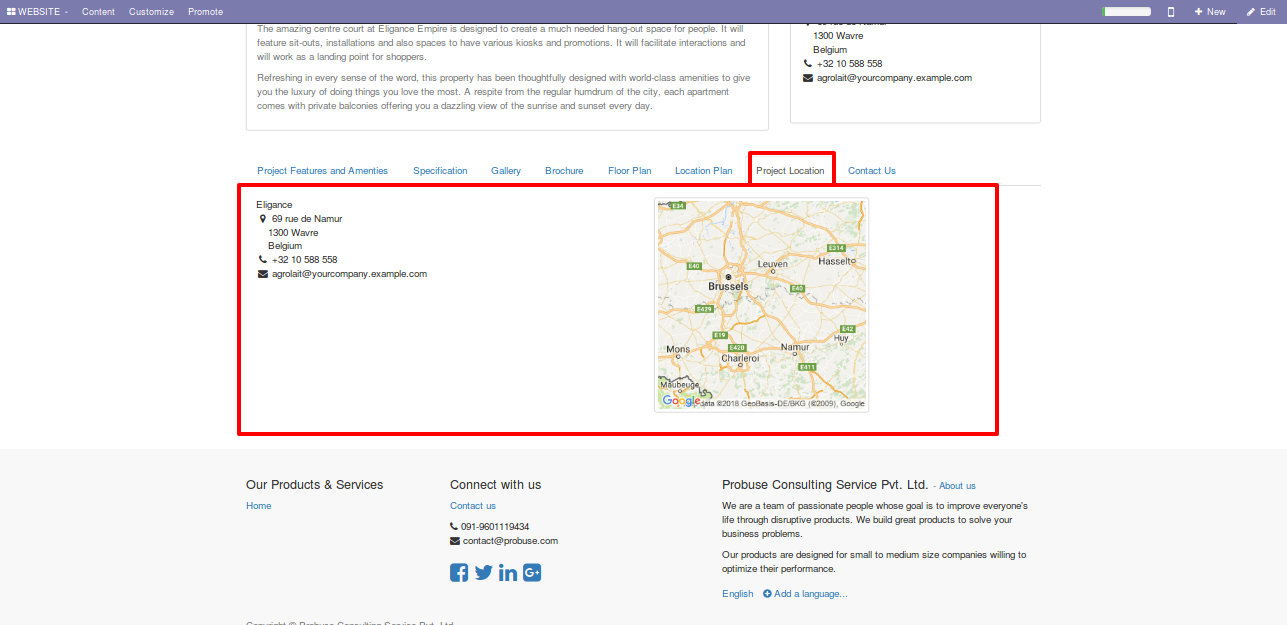 WEBSITE Content Customize Promote New Edit
The amazing centre court at Eligance Empire is designed to create a much needed hang-out space for people. It will
feature sit-outs, installations and also spaces to have various kiosks and promotions. It will facilitate interactions and
will work as a landing point for shoppers.
Refreshing in every sense of the word, this property has been thoughtfully designed with world-class amenities to give
you the luxury of doing things you love the most. A respite from the regular humdrum of the city, each apartment
comes with private balconies offering you a dazzling view of the sunrise and sunset every day.
69 rue de Namur
1300 Wavre
Belgium
+32 10 588 558
agrolait@yourcompany.example.com
Project Features and Amenties Specification Gallery Brochure Floor Plan Location Plan Project Location Contact Us
Eligance
69 rue de Namur
1300 Wavre
Belgium
+32 10 588 558
agrolait@yourcompany.example.com
E34
E314
Leuven
Hasselt
E40
Brussels
E40
E429
E19
E42
Huy
Mons
E420
Namur
Charleroi
E411
Maubeuge
Google data ©2018 GeoBasis-DE/BKG (©2009), Google
Our Products & Services
Home
Connect with us
Contact us
091-9601119434
contact@probuse.com
Probuse Consulting Service Pvt. Ltd. - About us
We are a team of passionate people whose goal is to improve everyone's
life through disruptive products. We build great products to solve your
business problems.
Our products are designed for small to medium size companies willing to
optimize their performance.
English Add a language...
Copyright © Probuse Consulting Service Pvt. Ltd.